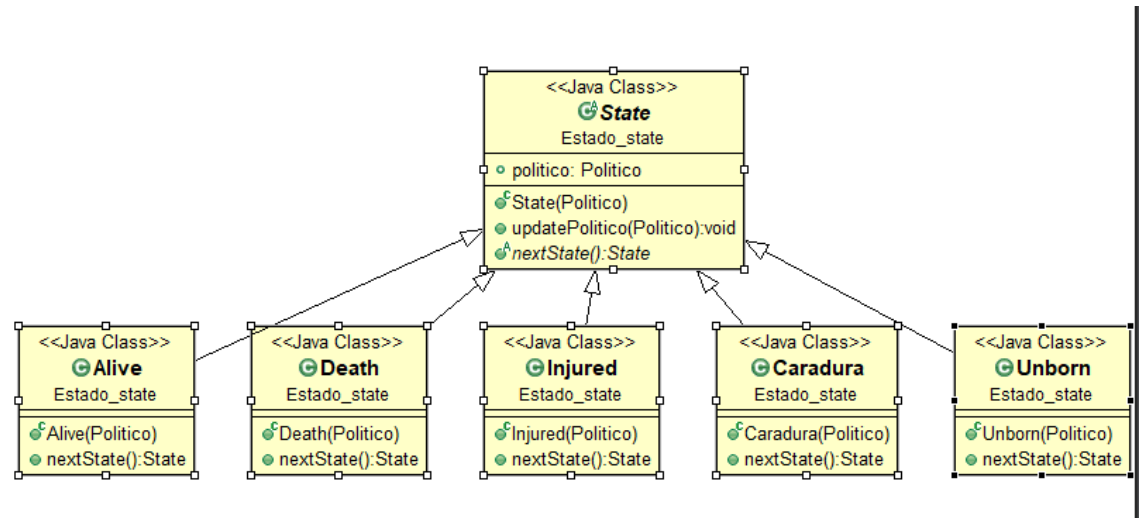 <<Java Class>>
State
Estado_state
politico: Politico
State(Politico)
updatePolitico(Politico):void
nextState():State
<<Java Class>>
Alive
Estado_state
Alive(Politico)
nextState():State
<<Java Class>>
Death
Estado_state
Death(Politico)
nextState():State
<<Java Class>>
Injured
Estado_state
Injured(Politico)
nextState():State
<<Java Class>>
Caradura
Estado_state
Caradura(Politico)
nextState():State
<<Java Class>>
Unborn
Estado_state
Unborn(Politico)
nextState():State